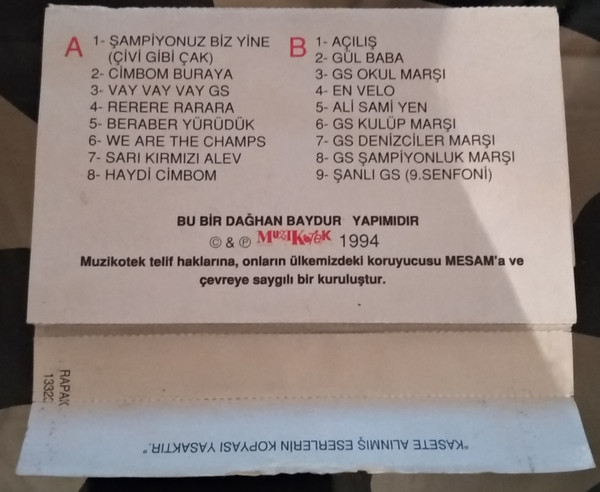 A
1- ŞAMPİYONUZ BİZ YİNE
(ÇİVİ GİBİ ÇAK)
2- CİMBOM BURAYA
3- VAY VAY VAY GS
4- RERERE RARARA
5- BERABER YÜRÜDÜK
6- WE ARE THE CHAMPS
7- SARI KIRMIZI ALEV
8- HAYDİ CİMBOM
B
1- AÇILIŞ
2- GÜL BABA
3- GS OKUL MARŞI
4- EN VELO
5- ALİ SAMİ YEN
6- GS KULÜP MARŞI
7- GS DENİZCİLER MARŞI
8- GS ŞAMPİYONLUK MARŞI
9- ŞANLI GS (9.SENFONİ)
BU BİR DAĞHAN BAYDUR YAPIMIDIR
© & ℗ MUZİKOTEK 1994
Muzikotek telif haklarına, onların ülkemizdeki koruyucusu MESAM'a ve
çevreye saygılı bir kuruluştur.
RAPAK
"KASETE ALINMIŞ ESERLERİN KOPYASI YASAKTIR."